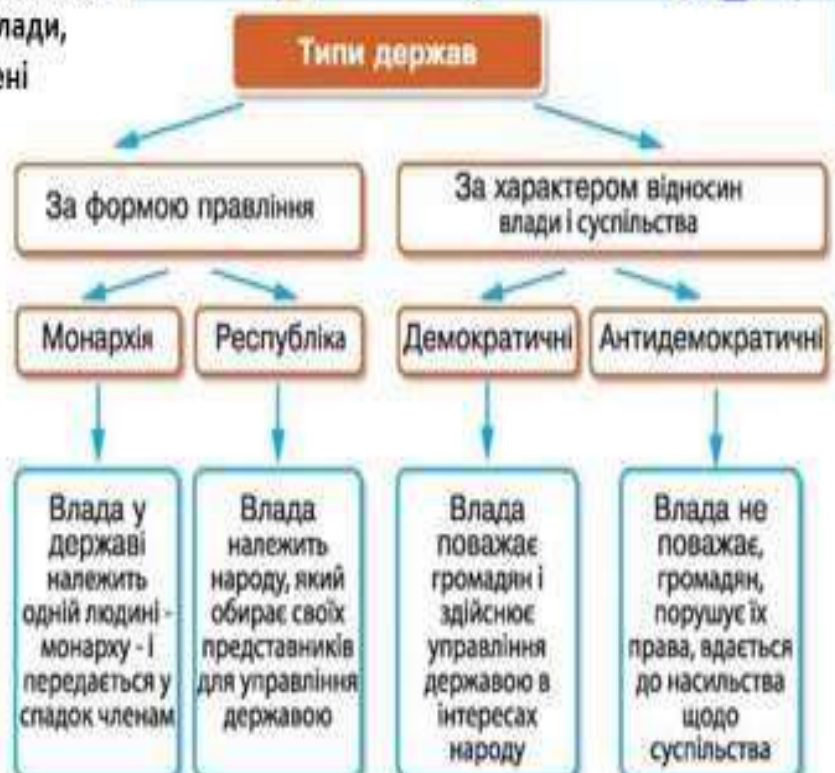 лади,
ені
Типи держав
За формою правління
За характером відносин
влади і суспільства
Монархія
Республіка
Демократичні
Антидемократичні
Влада у
державі
належить
одній людині -
монарху - і
передається у
спадок членам
Влада
належить
народу, який
обирає своїх
представників
для управління
державою
Влада
поважає
громадян і
здійснює
управління
державою в
інтересах
народу
Влада не
поважає,
громадян,
порушує їх
права, вдається
до насильства
щодо
суспільства